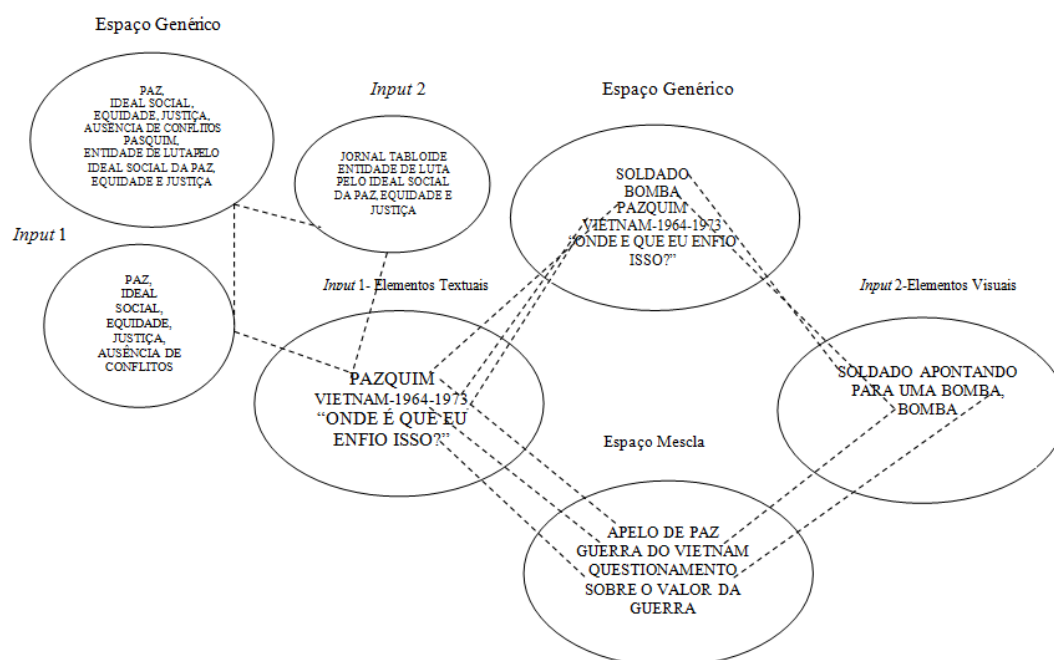 Espaço Genérico
PAZ,
IDEAL SOCIAL,
EQUIDADE, JUSTIÇA,
AUSÊNCIA DE CONFLITOS
PASQUIM,
ENTIDADE DE LUTAPELO
IDEAL SOCIAL DA PAZ,
EQUIDADE E JUSTIÇA
Input 2
JORNAL TABLOIDE
ENTIDADE DE LUTA
PELO IDEAL SOCIAL
DA PAZ, EQUIDADE E
JUSTIÇA
Input 1
PAZ,
IDEAL
SOCIAL,
EQUIDADE,
JUSTIÇA,
AUSÊNCIA DE
CONFLITOS
Espaço Genérico
SOLDADO
BOMBA
PAZQUIM
VIETNAM-1964-1973
“ONDE E QUE EU ENFIO
ISSO?”
Input 1- Elementos Textuais
PAZQUIM
VIETNAM-1964-1973
“ONDE É QUE EU
ENFIO ISSO?”
Input 2-Elementos Visuais
SOLDADO APONTANDO
PARA UMA BOMBA,
BOMBA
Espaço Mescla
APELO DE PAZ
GUERRA DO VIETNAM
QUESTIONAMENTO
SOBRE O VALOR DA
GUERRA